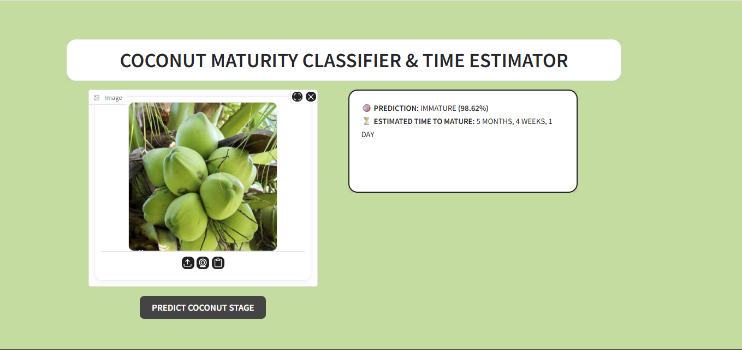 COCONUT MATURITY CLASSIFIER & TIME ESTIMATOR
Image
PREDICTION: IMMATURE (98.62%)
ESTIMATED TIME TO MATURE: 5 MONTHS, 4 WEEKS, 1
DAY
PREDICT COCONUT STAGE